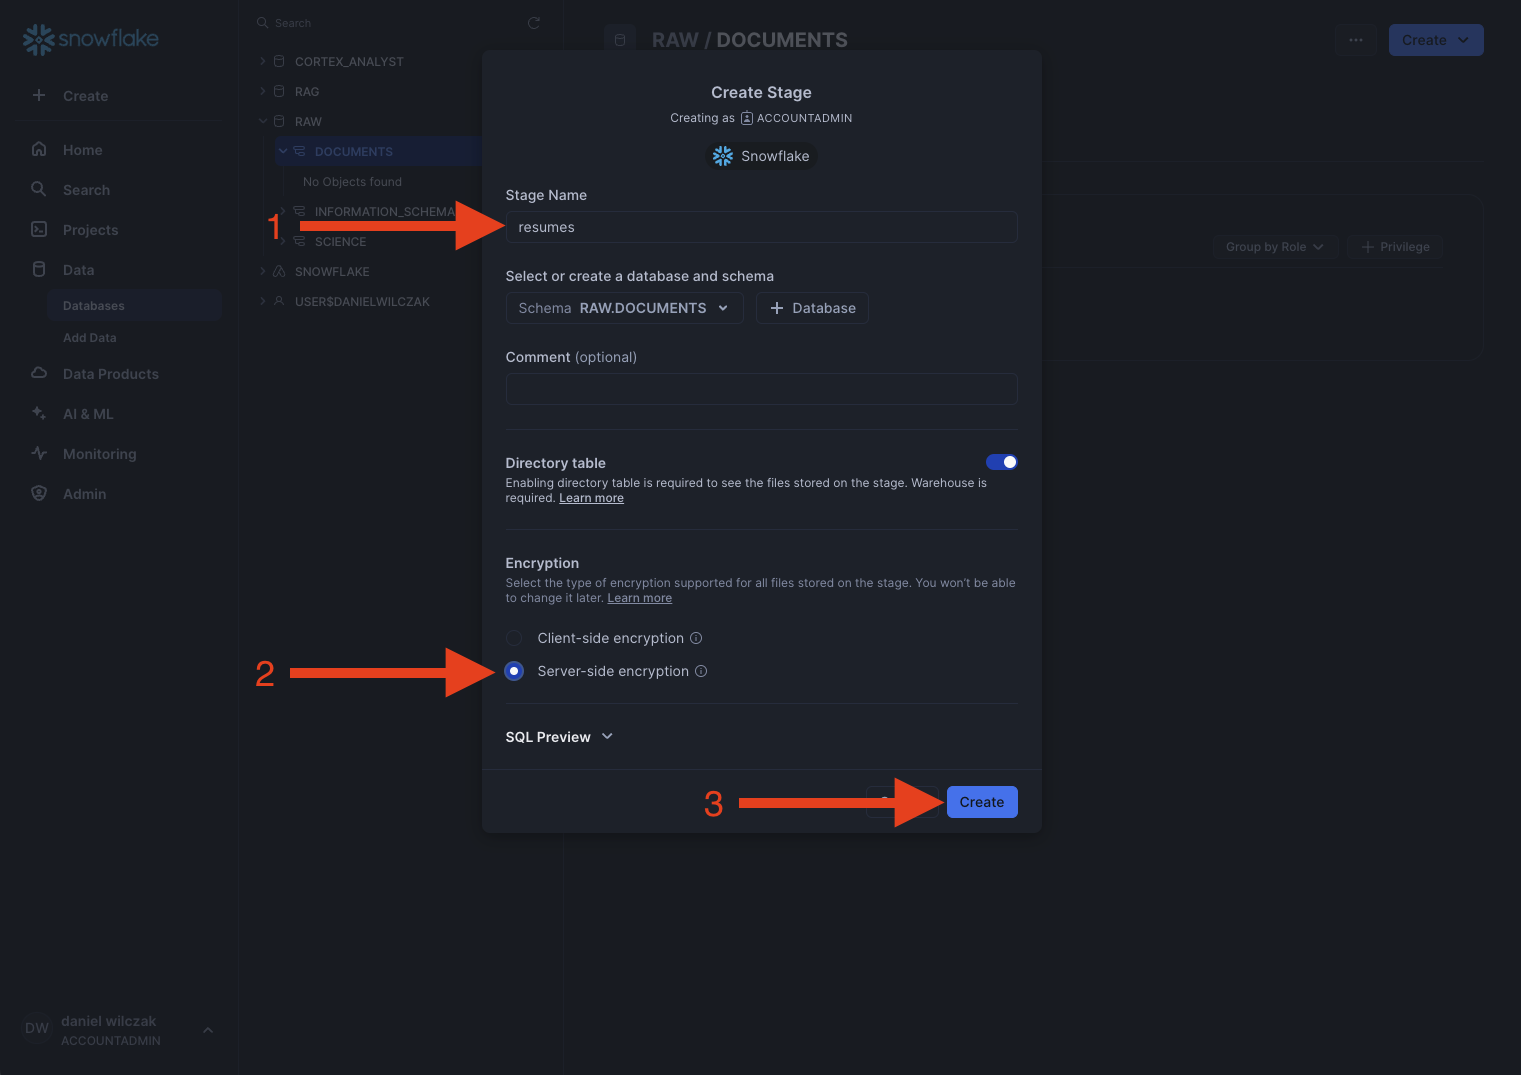 snowflake
Create
Home
Search
Projects
Data
Databases
Add Data
Data Products
AI & ML
Monitoring
Admin
DW
daniel wilczak
ACCOUNTADMIN
Search
CORTEX_ANALYST
RAG
RAW
DOCUMENTS
No Objects found
INFORMATION_SCHEMA
SCIENCE
SNOWFLAKE
USER$DANIELWILCZAK
RAW / DOCUMENTS
Create
Group by Role
Privilege
Create Stage
Creating as ACCOUNTADMIN
Snowflake
Stage Name
1
resumes
Select or create a database and schema
Schema RAW.DOCUMENTS
Database
Comment (optional)
Directory table
Enabling directory table is required to see the files stored on the stage. Warehouse is
required. Learn more
Encryption
Select the type of encryption supported for all files stored on the stage. You won't be able
to change it later. Learn more
Client-side encryption
2
Server-side encryption
SQL Preview
3
Create